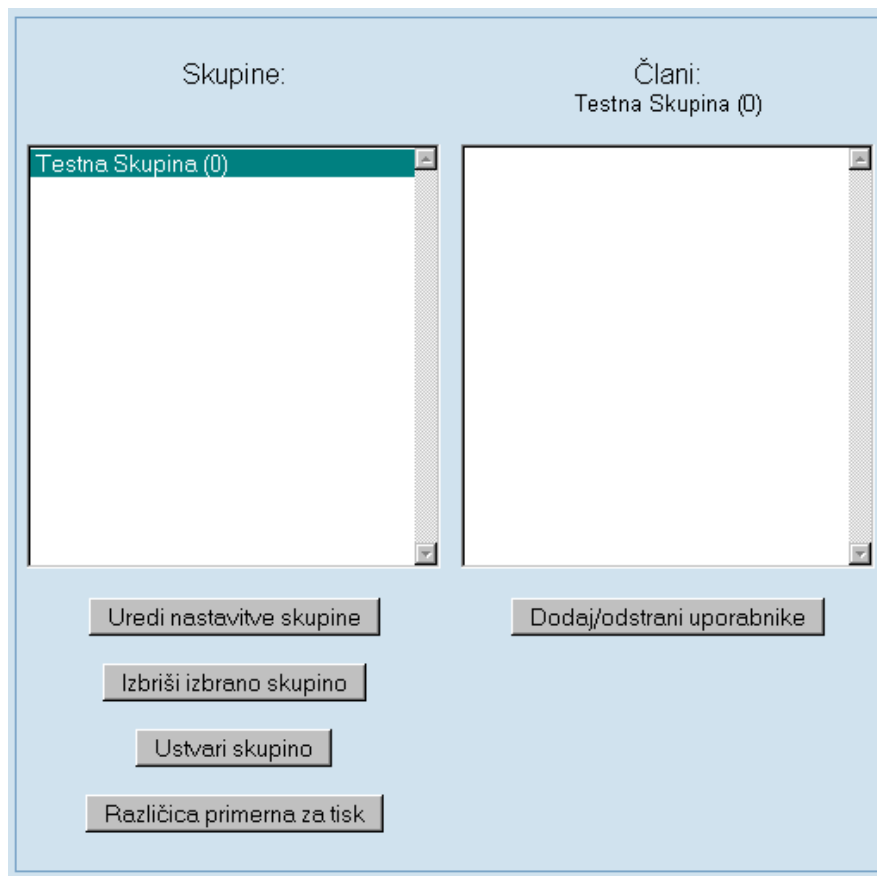 Skupine:
Testna Skupina (0)
Uredi nastavitve skupine
Izbriši izbrano skupino
Ustvari skupino
Različica primerna za tisk
Člani:
Testna Skupina (0)
Dodaj/odstrani uporabnike